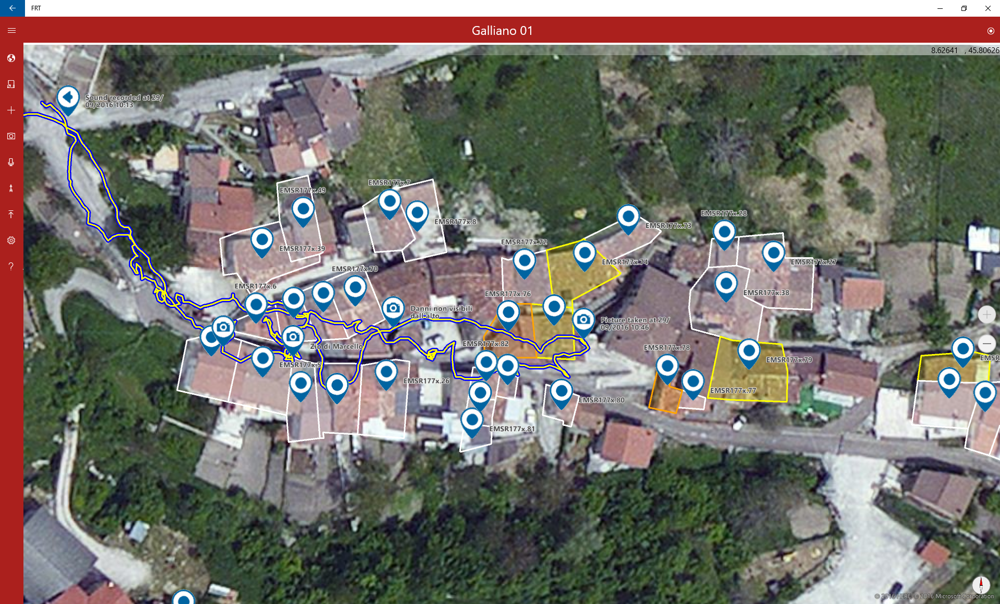 FRT
Galliano 01
8.62641 , 45.80626
Sound recorded at 29/
09/2016 10:13
EMSR177x.7
EMSR177x.49
EMSR177x.28
EMSR177x.8
EMSR177x.73
EMSR177x.72
EMSR177x.39
EMSR177x.74
EMSR177x.27
EMSR177x.70
EMSR177x.6
EMSR177x.76
EMSR177x.38
Danni non visibili
dall'alto
Picture taken at 29/
09/2016 10:46
Zio di Marcello
EMSR177x.82
EMSR177x.78
EMSR177x.79
EMSR
EMSR177x.5
EMSR177x.26
EMSR177x.77
EMSR177x.80
EMSR177x.81
© 2016 HERE, © 2016 Microsoft Corporation